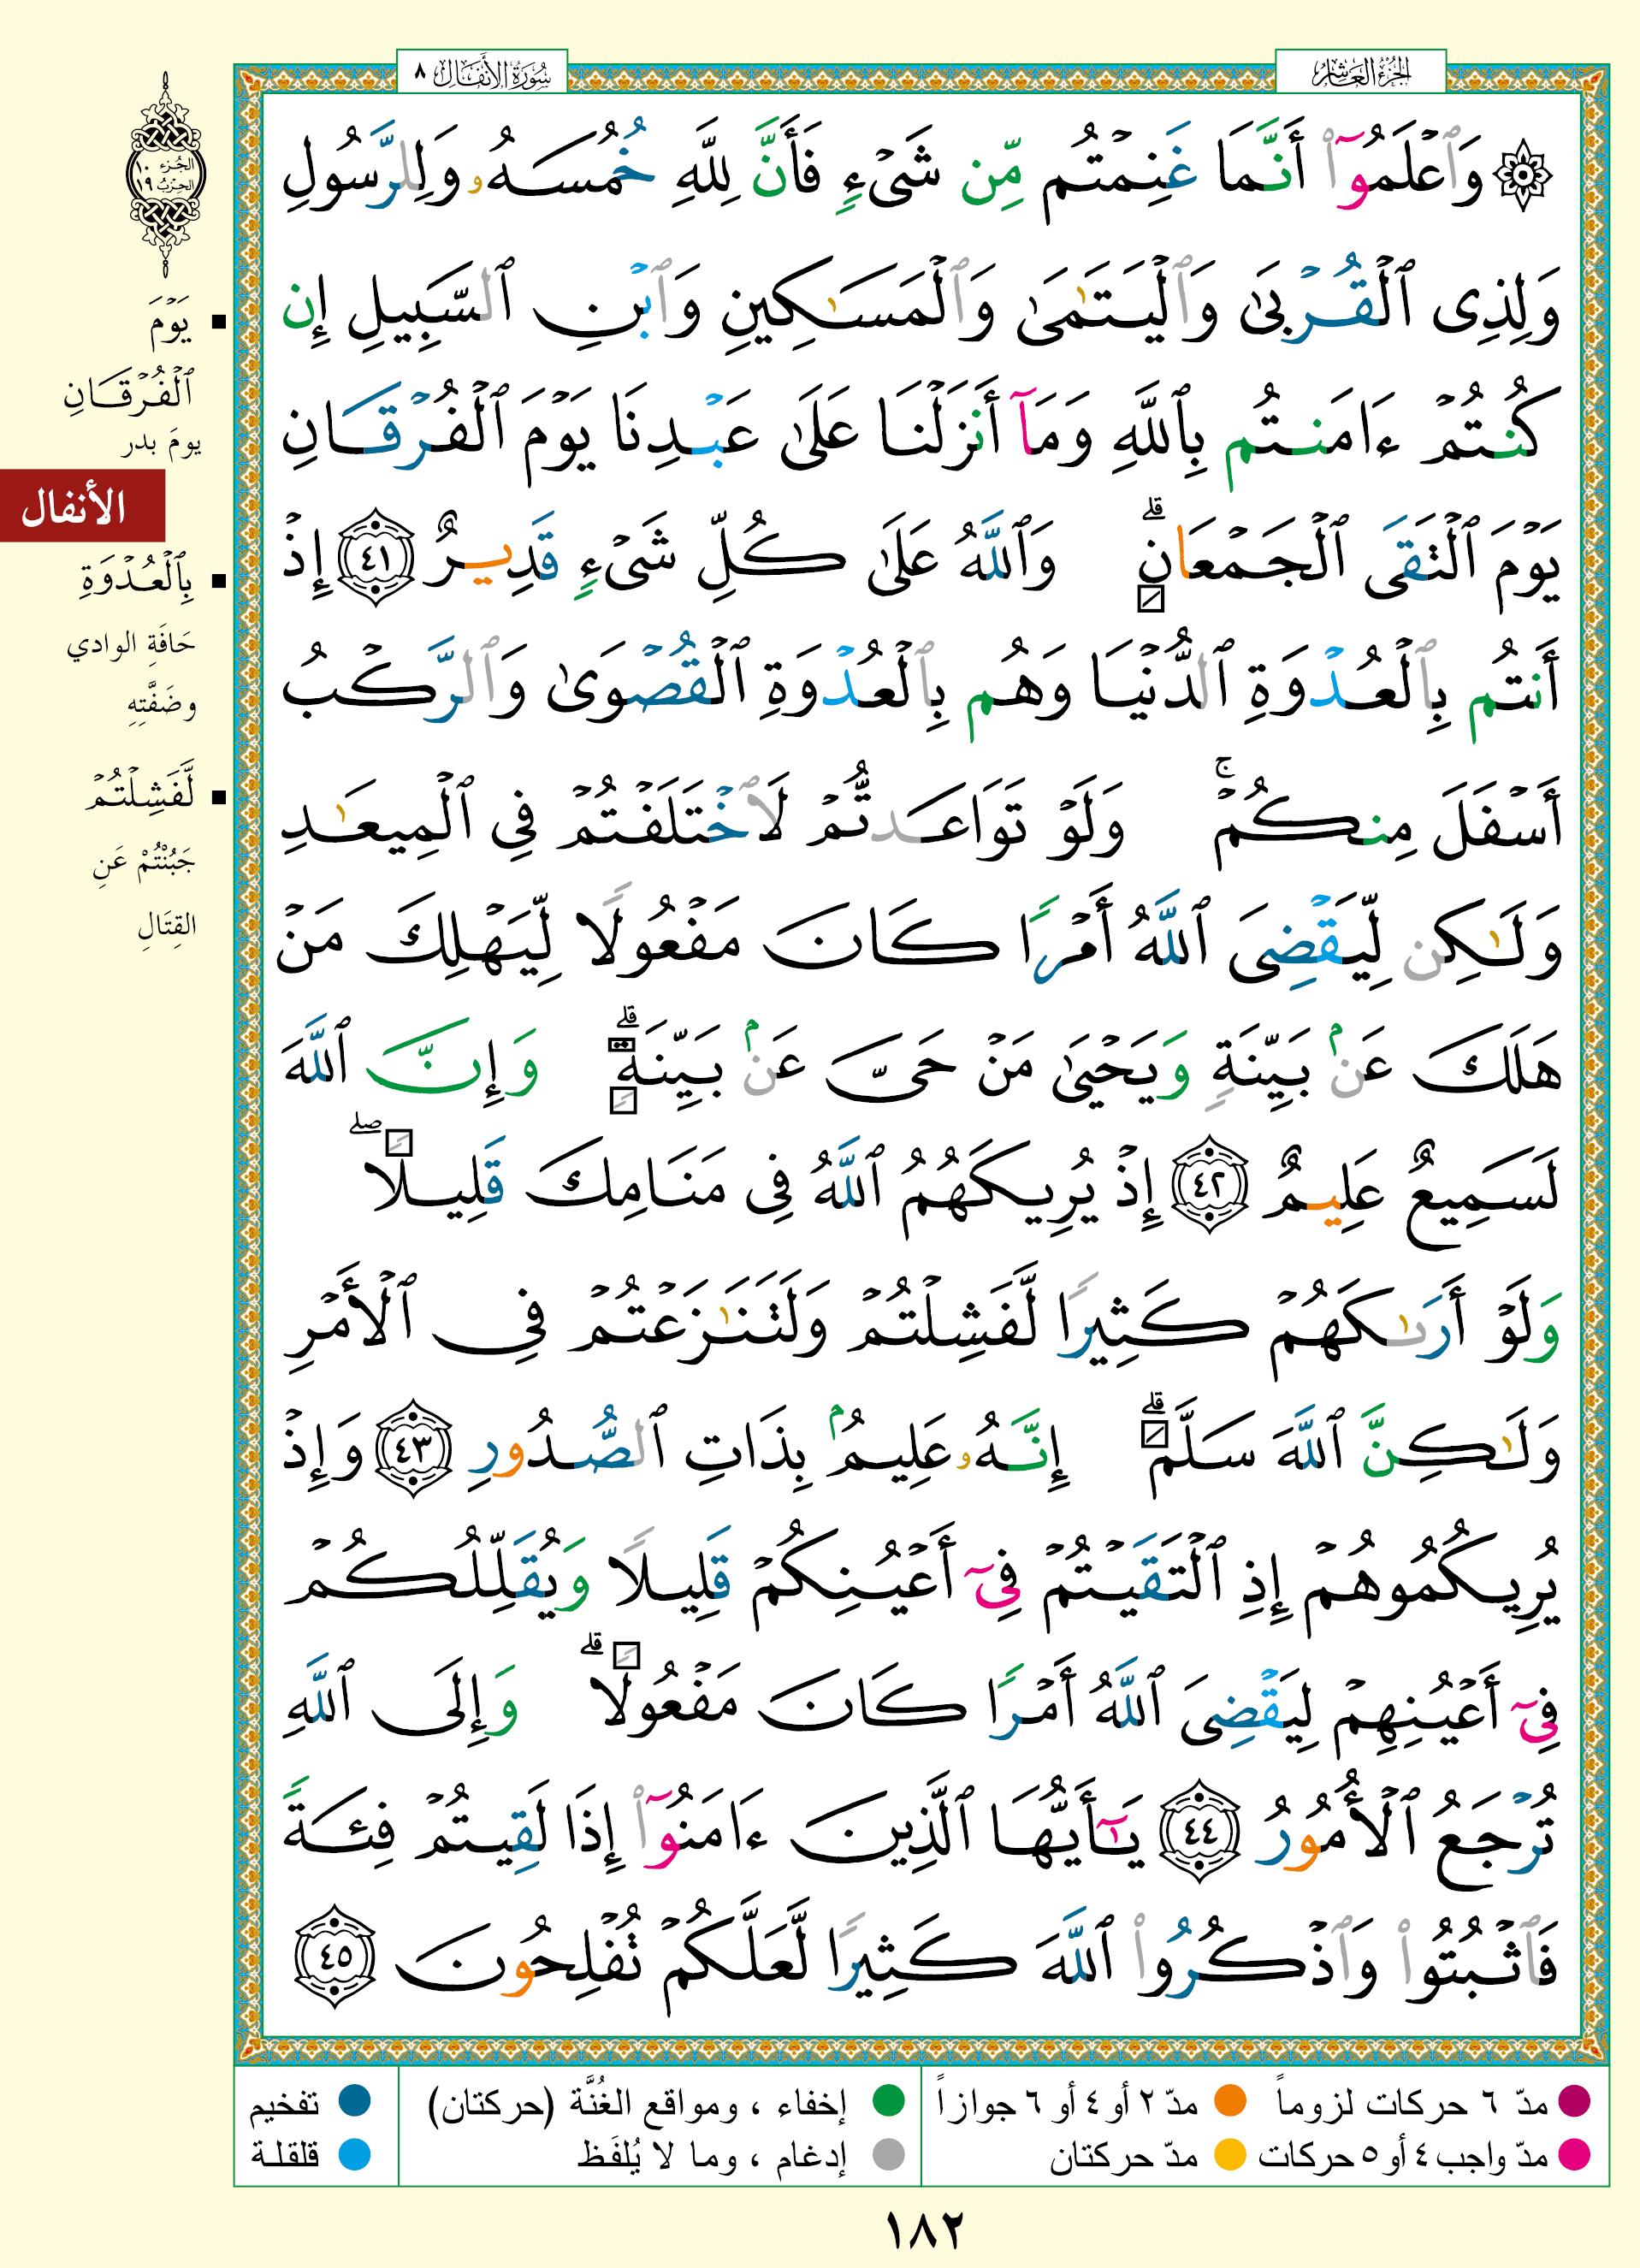 الجزء العاشر
سورة الأنفال ٨
۞ وَٱعْلَمُوٓا۟ أَنَّمَا غَنِمْتُم مِّن شَىْءٍ فَأَنَّ لِلَّهِ خُمُسَهُۥ وَلِلرَّسُولِ
وَلِذِى ٱلْقُرْبَىٰ وَٱلْيَتَٰمَىٰ وَٱلْمَسَٰكِينِ وَٱبْنِ ٱلسَّبِيلِ إِن
كُنتُمْ ءَامَنتُم بِٱللَّهِ وَمَآ أَنزَلْنَا عَلَىٰ عَبْدِنَا يَوْمَ ٱلْفُرْقَانِ
يَوْمَ ٱلْتَقَى ٱلْجَمْعَانِ ۗ وَٱللَّهُ عَلَىٰ كُلِّ شَىْءٍ قَدِيرٌ ٤١ إِذْ
أَنتُم بِٱلْعُدْوَةِ ٱلدُّنْيَا وَهُم بِٱلْعُدْوَةِ ٱلْقُصْوَىٰ وَٱلرَّكْبُ
أَسْفَلَ مِنكُمْ ۚ وَلَوْ تَوَاعَدتُّمْ لَٱخْتَلَفْتُمْ فِى ٱلْمِيعَٰدِ
وَلَٰكِن لِّيَقْضِىَ ٱللَّهُ أَمْرًا كَانَ مَفْعُولًا لِّيَهْلِكَ مَنْ
هَلَكَ عَنۢ بَيِّنَةٍ وَيَحْيَىٰ مَنْ حَىَّ عَنۢ بَيِّنَةٍ ۗ وَإِنَّ ٱللَّهَ
لَسَمِيعٌ عَلِيمٌ ٤٢ إِذْ يُرِيكَهُمُ ٱللَّهُ فِى مَنَامِكَ قَلِيلًا ۖ
وَلَوْ أَرَىٰكَهُمْ كَثِيرًا لَّفَشِلْتُمْ وَلَتَنَٰزَعْتُمْ فِى ٱلْأَمْرِ
وَلَٰكِنَّ ٱللَّهَ سَلَّمَ ۗ إِنَّهُۥ عَلِيمٌۢ بِذَاتِ ٱلصُّدُورِ ٤٣ وَإِذْ
يُرِيكُمُوهُمْ إِذِ ٱلْتَقَيْتُمْ فِىٓ أَعْيُنِكُمْ قَلِيلًا وَيُقَلِّلُكُمْ
فِىٓ أَعْيُنِهِمْ لِيَقْضِىَ ٱللَّهُ أَمْرًا كَانَ مَفْعُولًا ۗ وَإِلَى ٱللَّهِ
تُرْجَعُ ٱلْأُمُورُ ٤٤ يَٰٓأَيُّهَا ٱلَّذِينَ ءَامَنُوٓا۟ إِذَا لَقِيتُمْ فِئَةً
فَٱثْبُتُوا۟ وَٱذْكُرُوا۟ ٱللَّهَ كَثِيرًا لَّعَلَّكُمْ تُفْلِحُونَ ٤٥
الجزء ١٠
الحزب ١٩
يَوْمَ
ٱلْفُرْقَانِ
يومَ بدر
الأنفال
بِٱلْعُدْوَةِ
حَافَةِ الوادي
وضَفَّتِهِ
لَّفَشِلْتُمْ
جَبُنْتُمْ عَنِ
القِتَالِ
مدّ ٦ حركات لزوماً
مدّ ٢ أو ٤ أو ٦ جوازاً
إخفاء ، ومواقع الغُنَّة (حركتان)
تفخيم
مدّ واجب ٤ أو ٥ حركات
مدّ حركتان
إدغام ، وما لا يُلفَظ
قلقلة
١٨٢